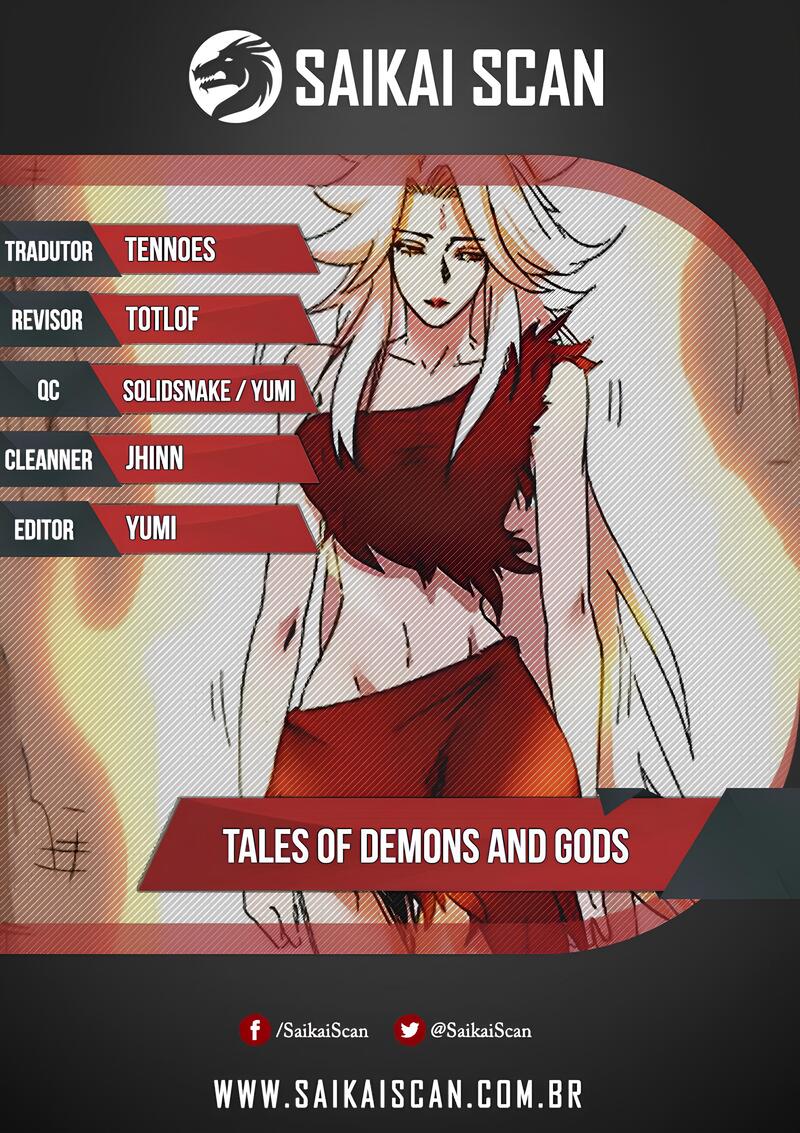 SAIKAI SCAN
TRADUTOR TENNOES
REVISOR TOTLOF
QC SOLIDSNAKE / YUMI
CLEANNER JHINN
EDITOR YUMI
TALES OF DEMONS AND GODS
/SaikaiScan @SaikaiScan
WWW.SAIKAISCAN.COM.BR